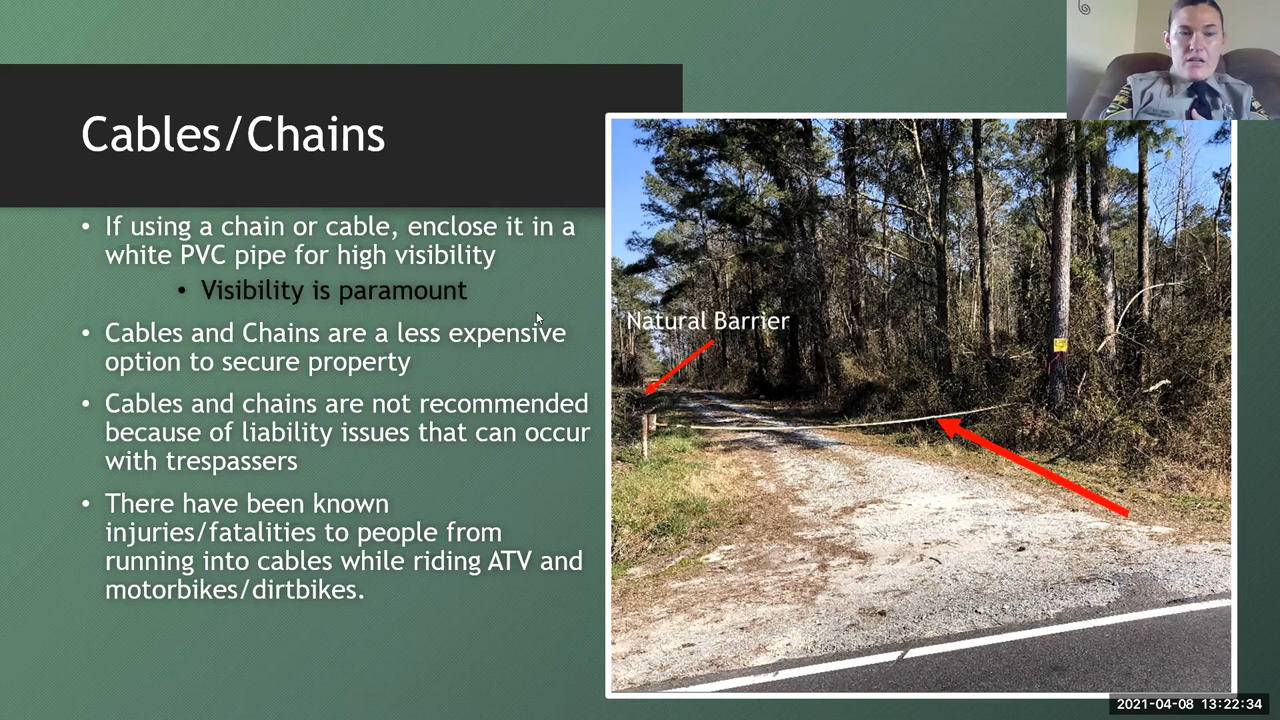 Cables/Chains
• If using a chain or cable, enclose it in a
white PVC pipe for high visibility
• Visibility is paramount
• Cables and Chains are a less expensive
option to secure property
• Cables and chains are not recommended
because of liability issues that can occur
with trespassers
• There have been known
injuries/fatalities to people from
running into cables while riding ATV and
motorbikes/dirtbikes.
Natural Barrier
2021-04-08 13:22:34